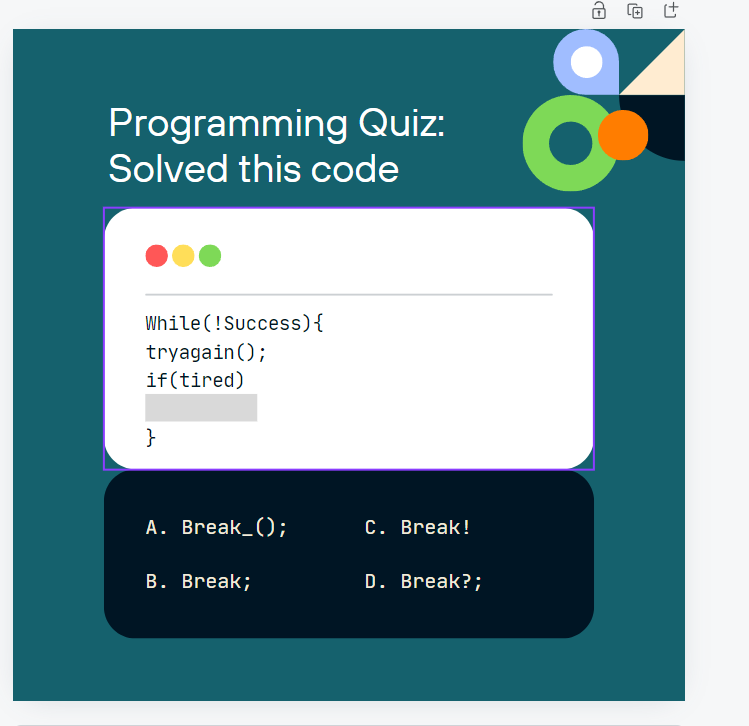 Programming Quiz:
Solved this code
While(!Success){
tryagain();
if(tired)
}
A. Break_();
C. Break!
B. Break;
D. Break?;